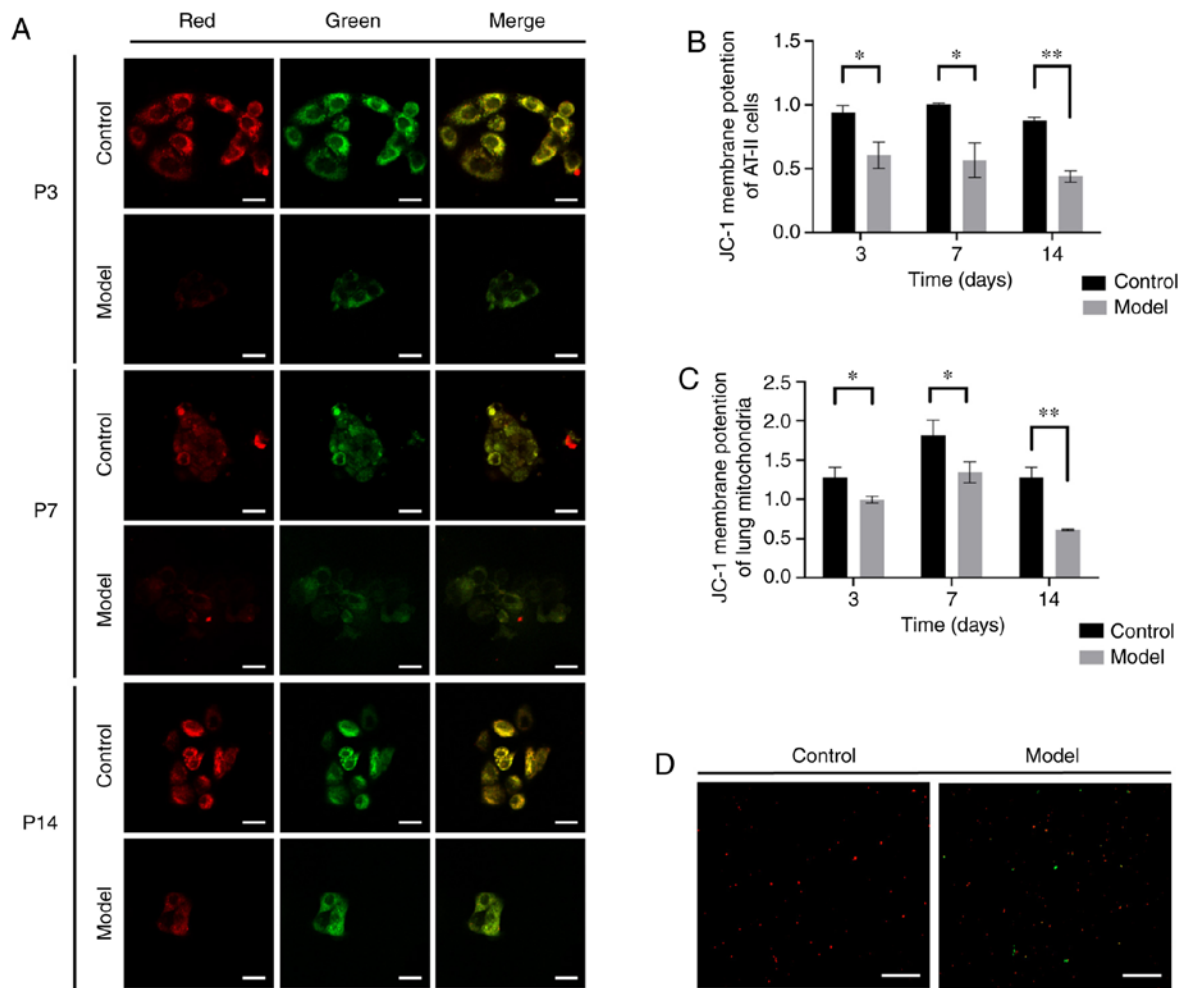 A
Red Green Merge
P3
Control
Model
P7
Control
Model
P14
Control
Model
B
JC-1 membrane potention
of AT-II cells
1.5
1.0
0.5
0.0
* * **
3 7 14
Time (days)
Control
Model
C
JC-1 membrane potention
of lung mitochondria
2.5
2.0
1.5
1.0
0.5
0.0
* * **
3 7 14
Time (days)
Control
Model
D
Control Model